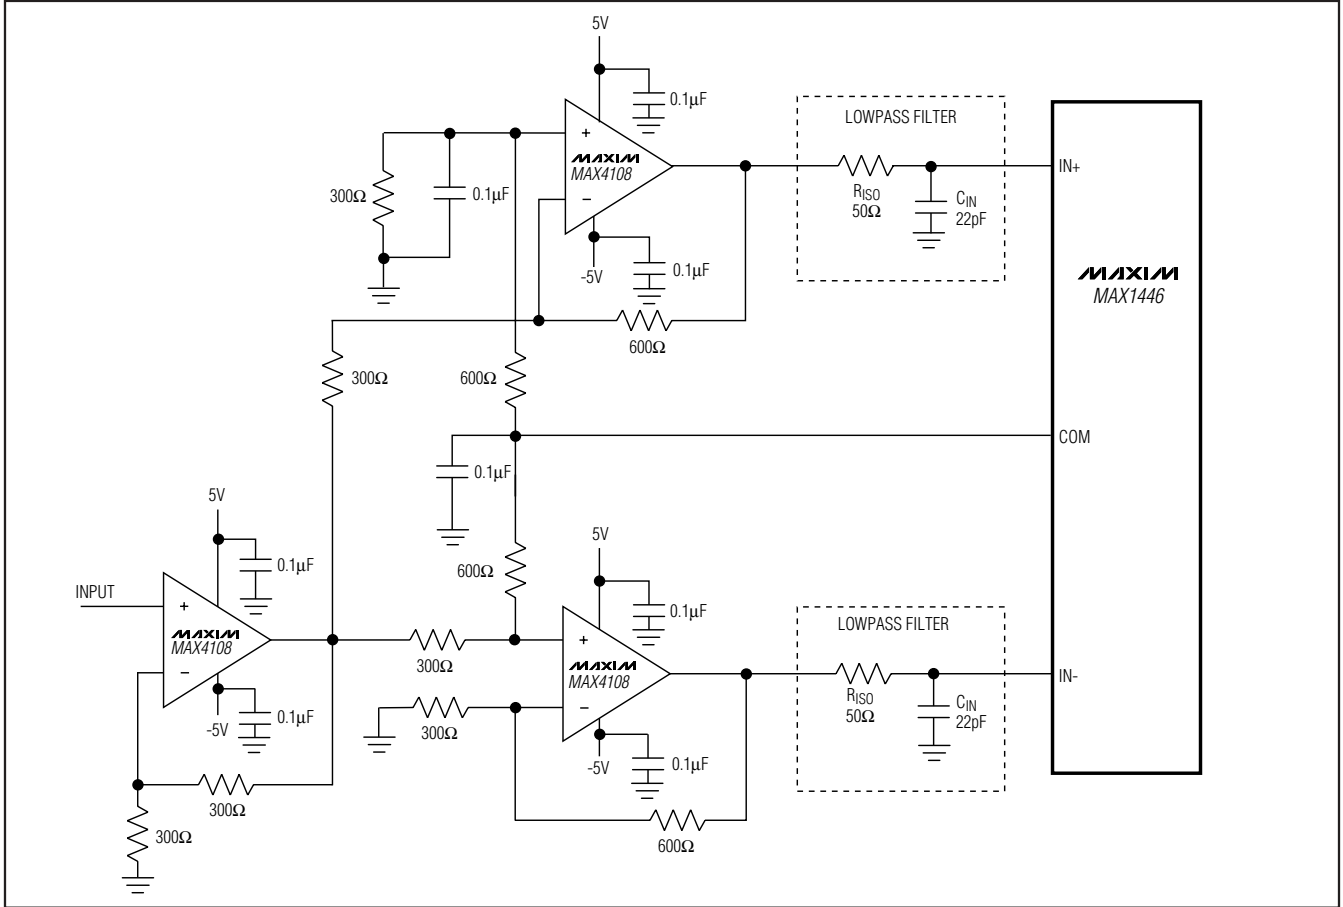 5V
0.1µF
LOWPASS FILTER
+
MAXIM
MAX4108
−
300Ω
0.1µF
IN+
RISO
50Ω
CIN
22pF
-5V
0.1µF
MAXIM
MAX1446
600Ω
300Ω
600Ω
COM
0.1µF
5V
0.1µF
5V
INPUT
+
MAXIM
MAX4108
−
600Ω
0.1µF
LOWPASS FILTER
300Ω
+
MAXIM
MAX4108
−
IN-
RISO
50Ω
CIN
22pF
-5V
0.1µF
300Ω
-5V
0.1µF
300Ω
300Ω
600Ω